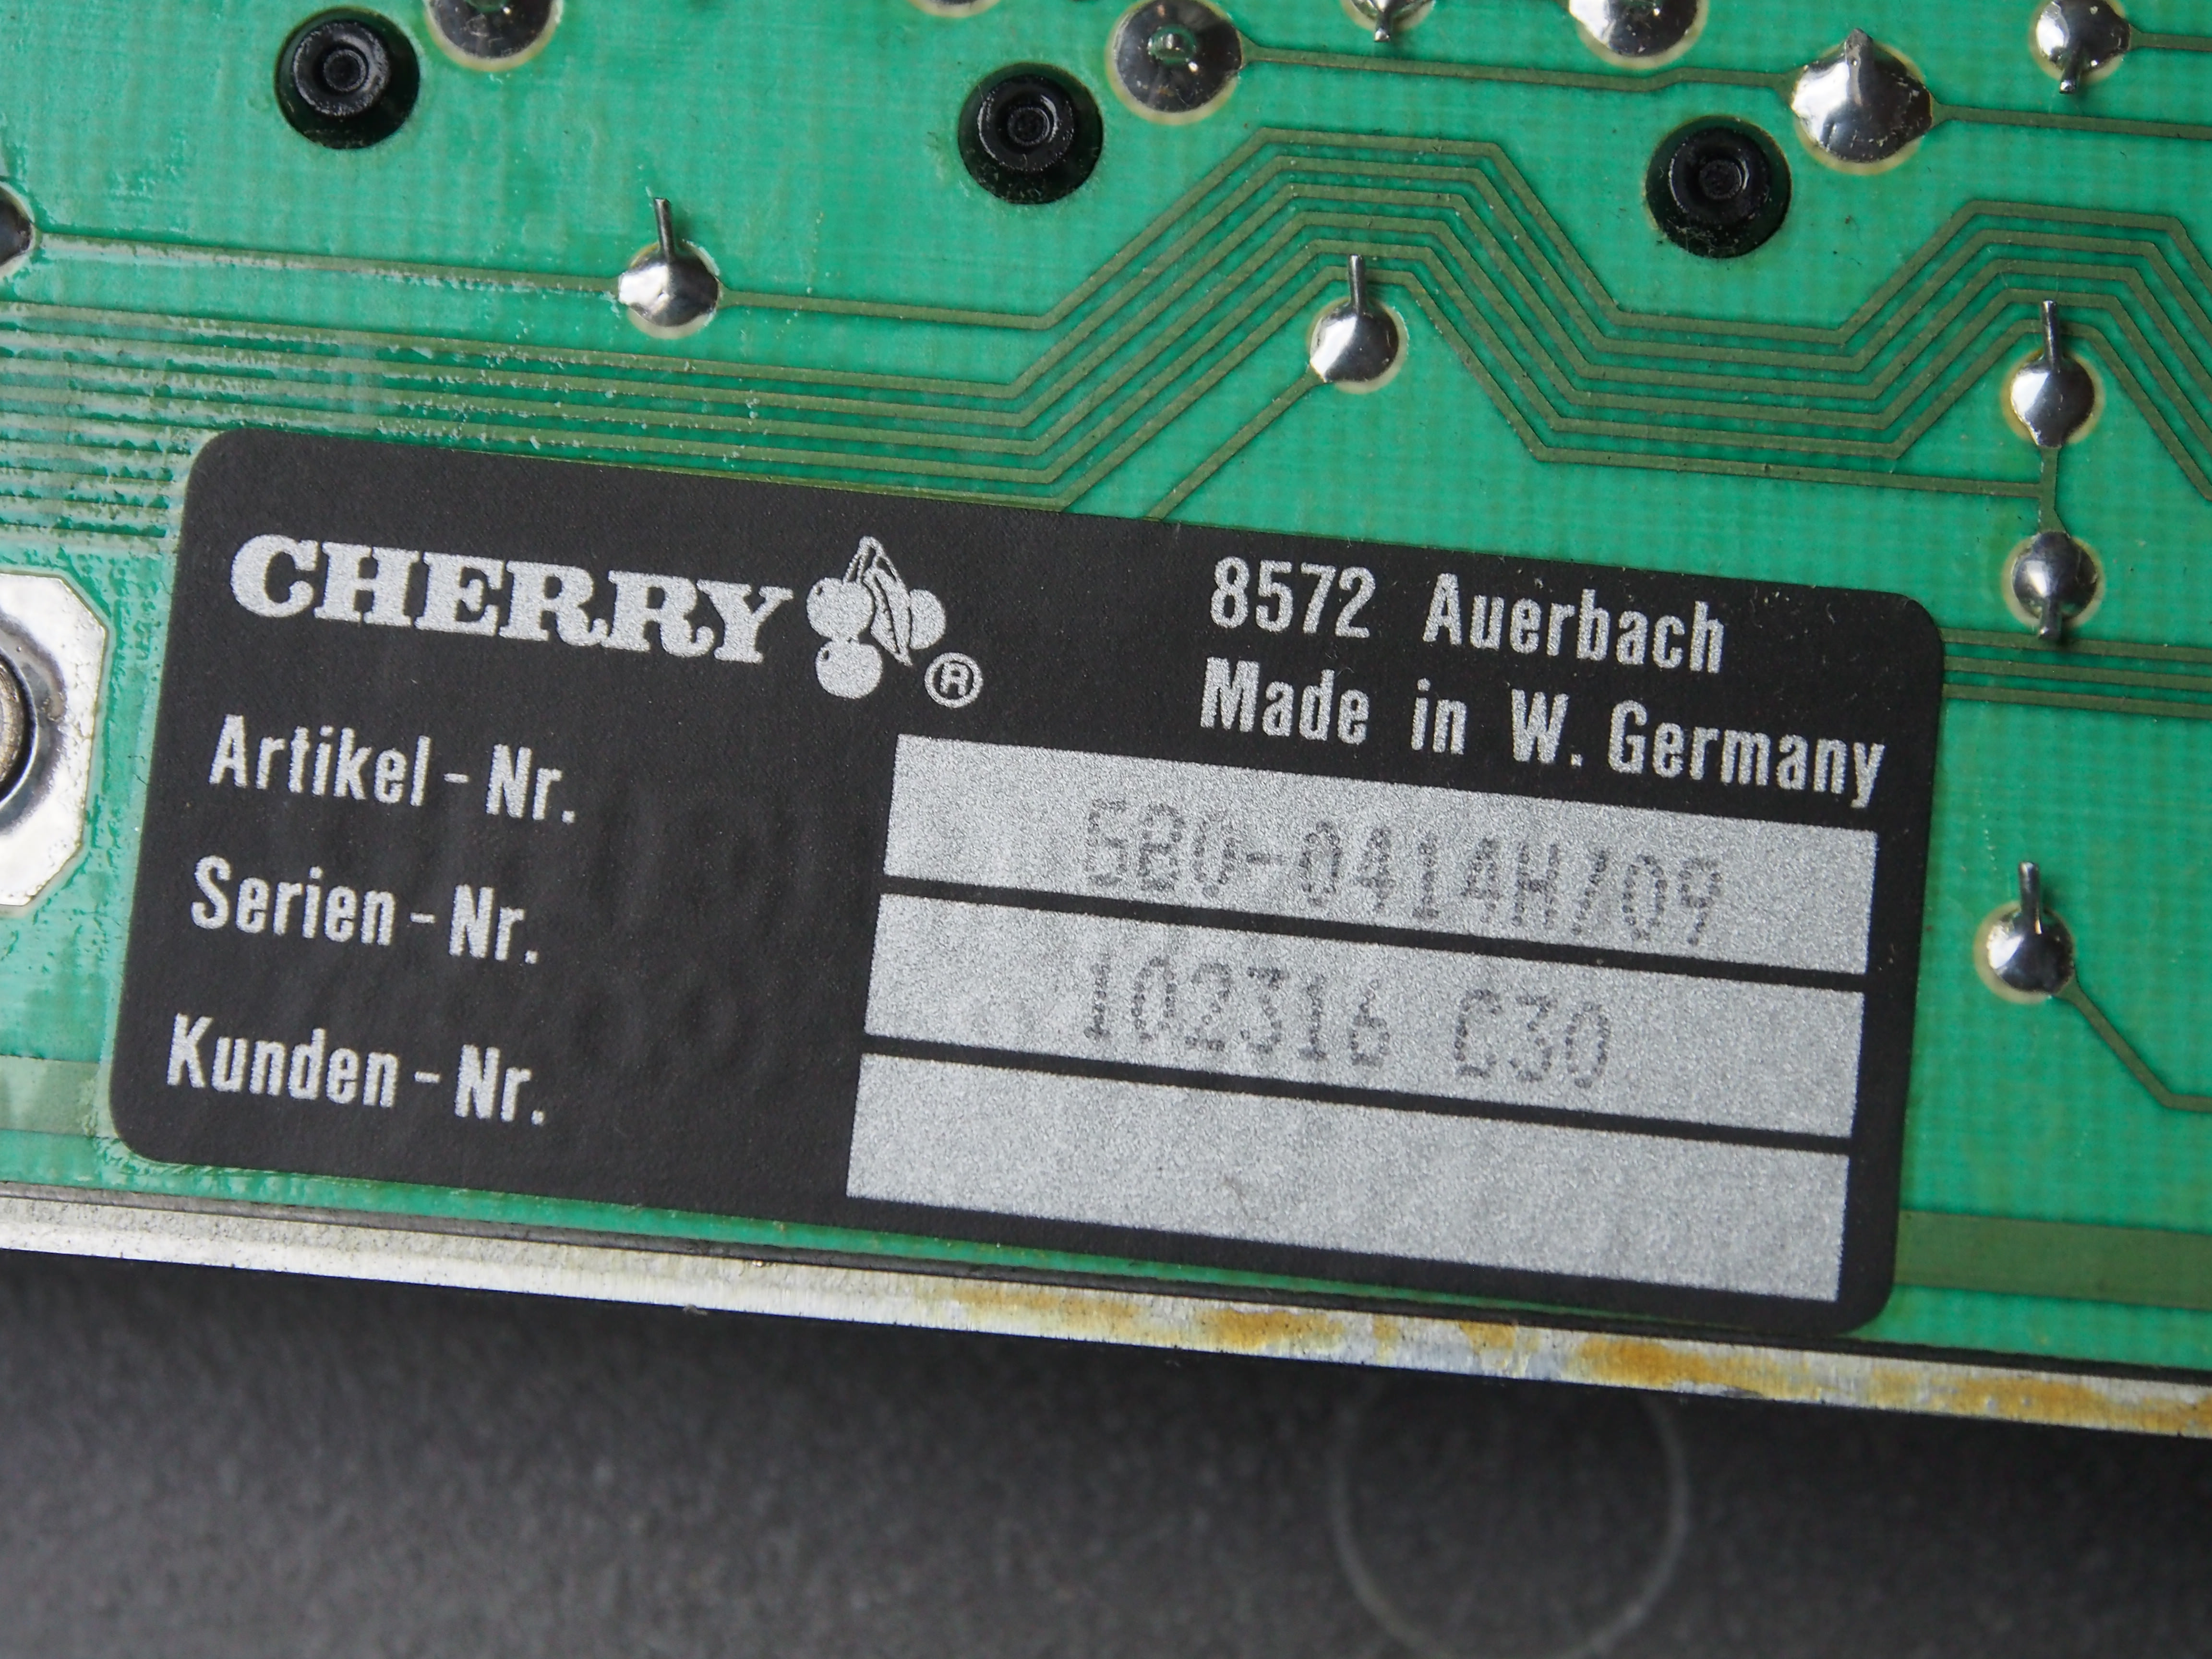 CHERRY ®
8572 Auerbach
Made in W. Germany
Artikel-Nr. G80-0414H/09
Serien-Nr. 102316 C30
Kunden-Nr.